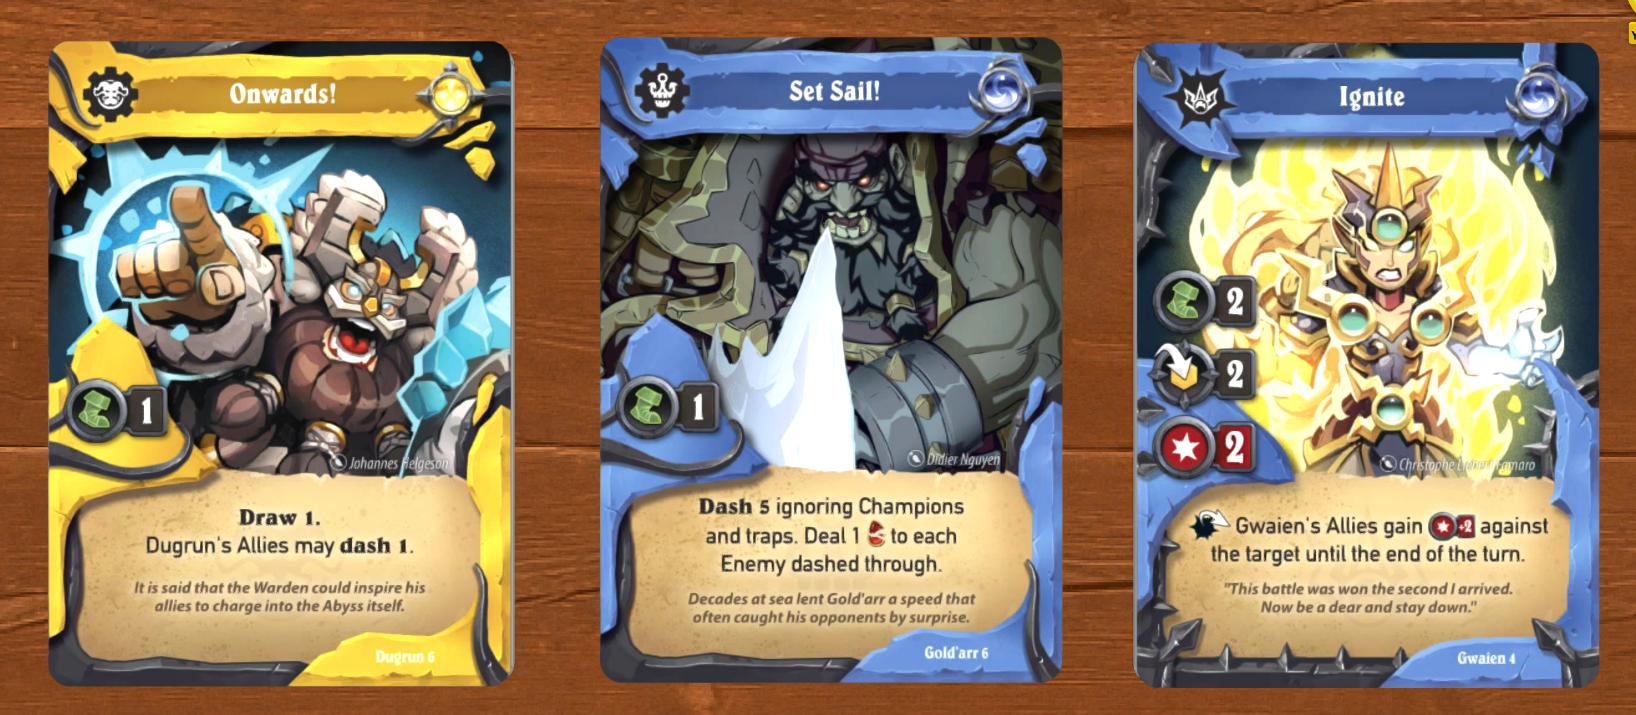 Onwards!
1
Johannes Helgeson
Draw 1.
Dugrun's Allies may dash 1.
It is said that the Warden could inspire his
allies to charge into the Abyss itself.
Dugrun 6
Set Sail!
1
Didier Nguyen
Dash 5 ignoring Champions
and traps. Deal 1 to each
Enemy dashed through.
Decades at sea lent Gold'arr a speed that
often caught his opponents by surprise.
Gold'arr 6
Ignite
2
2
2
Christophe
Gwaien's Allies gain +2 against
the target until the end of the turn.
"This battle was won the second I arrived.
Now be a dear and stay down."
Gwaien 4